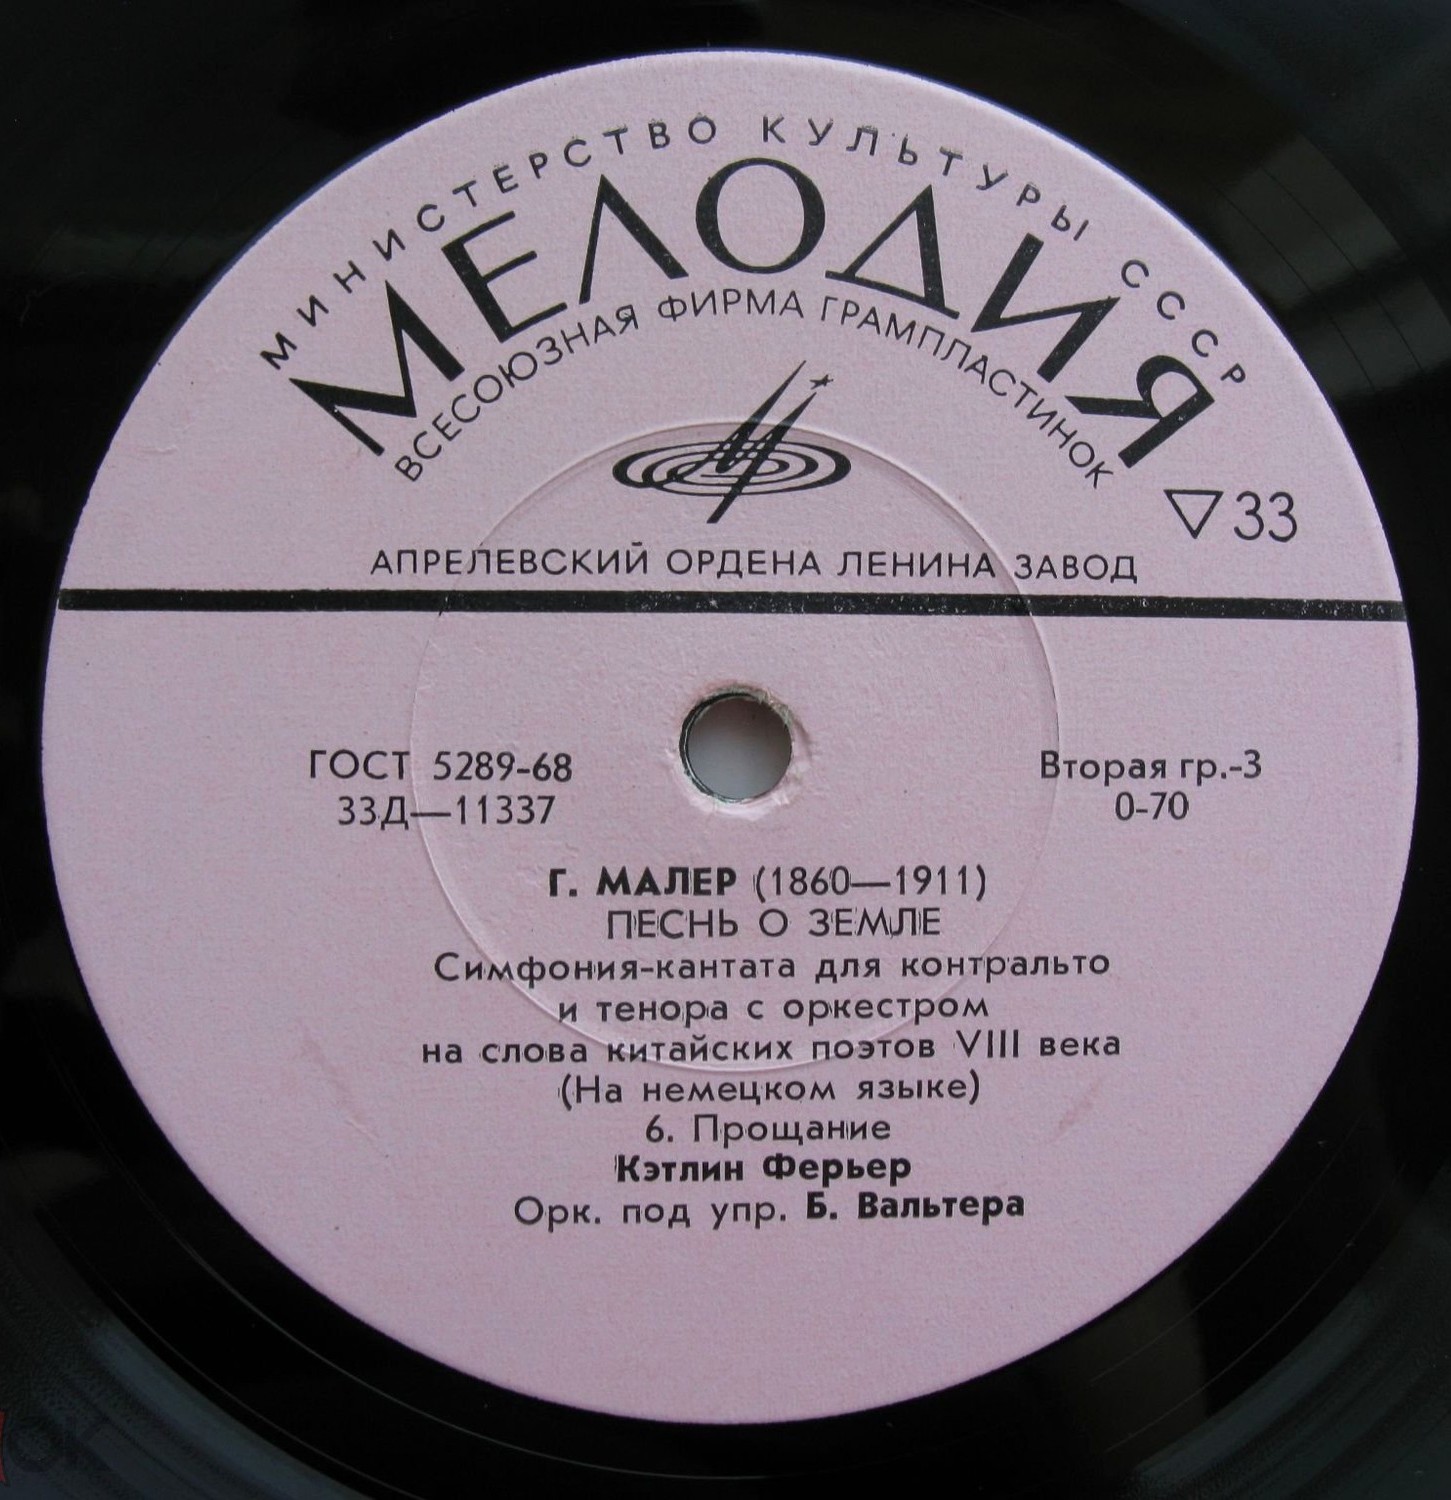 МИНИСТЕРСТВО КУЛЬТУРЫ СССР
МЕЛОДИЯ
ВСЕСОЮЗНАЯ ФИРМА ГРАМПЛАСТИНОК
33
АПРЕЛЕВСКИЙ ОРДЕНА ЛЕНИНА ЗАВОД
ГОСТ 5289-68
33Д—11337
Вторая гр.-3
0-70
Г. МАЛЕР (1860—1911)
ПЕСНЬ О ЗЕМЛЕ
Симфония-кантата для контральто
и тенора с оркестром
на слова китайских поэтов VIII века
(На немецком языке)
6. Прощание
Кэтлин Ферьер
Орк. под упр. Б. Вальтера